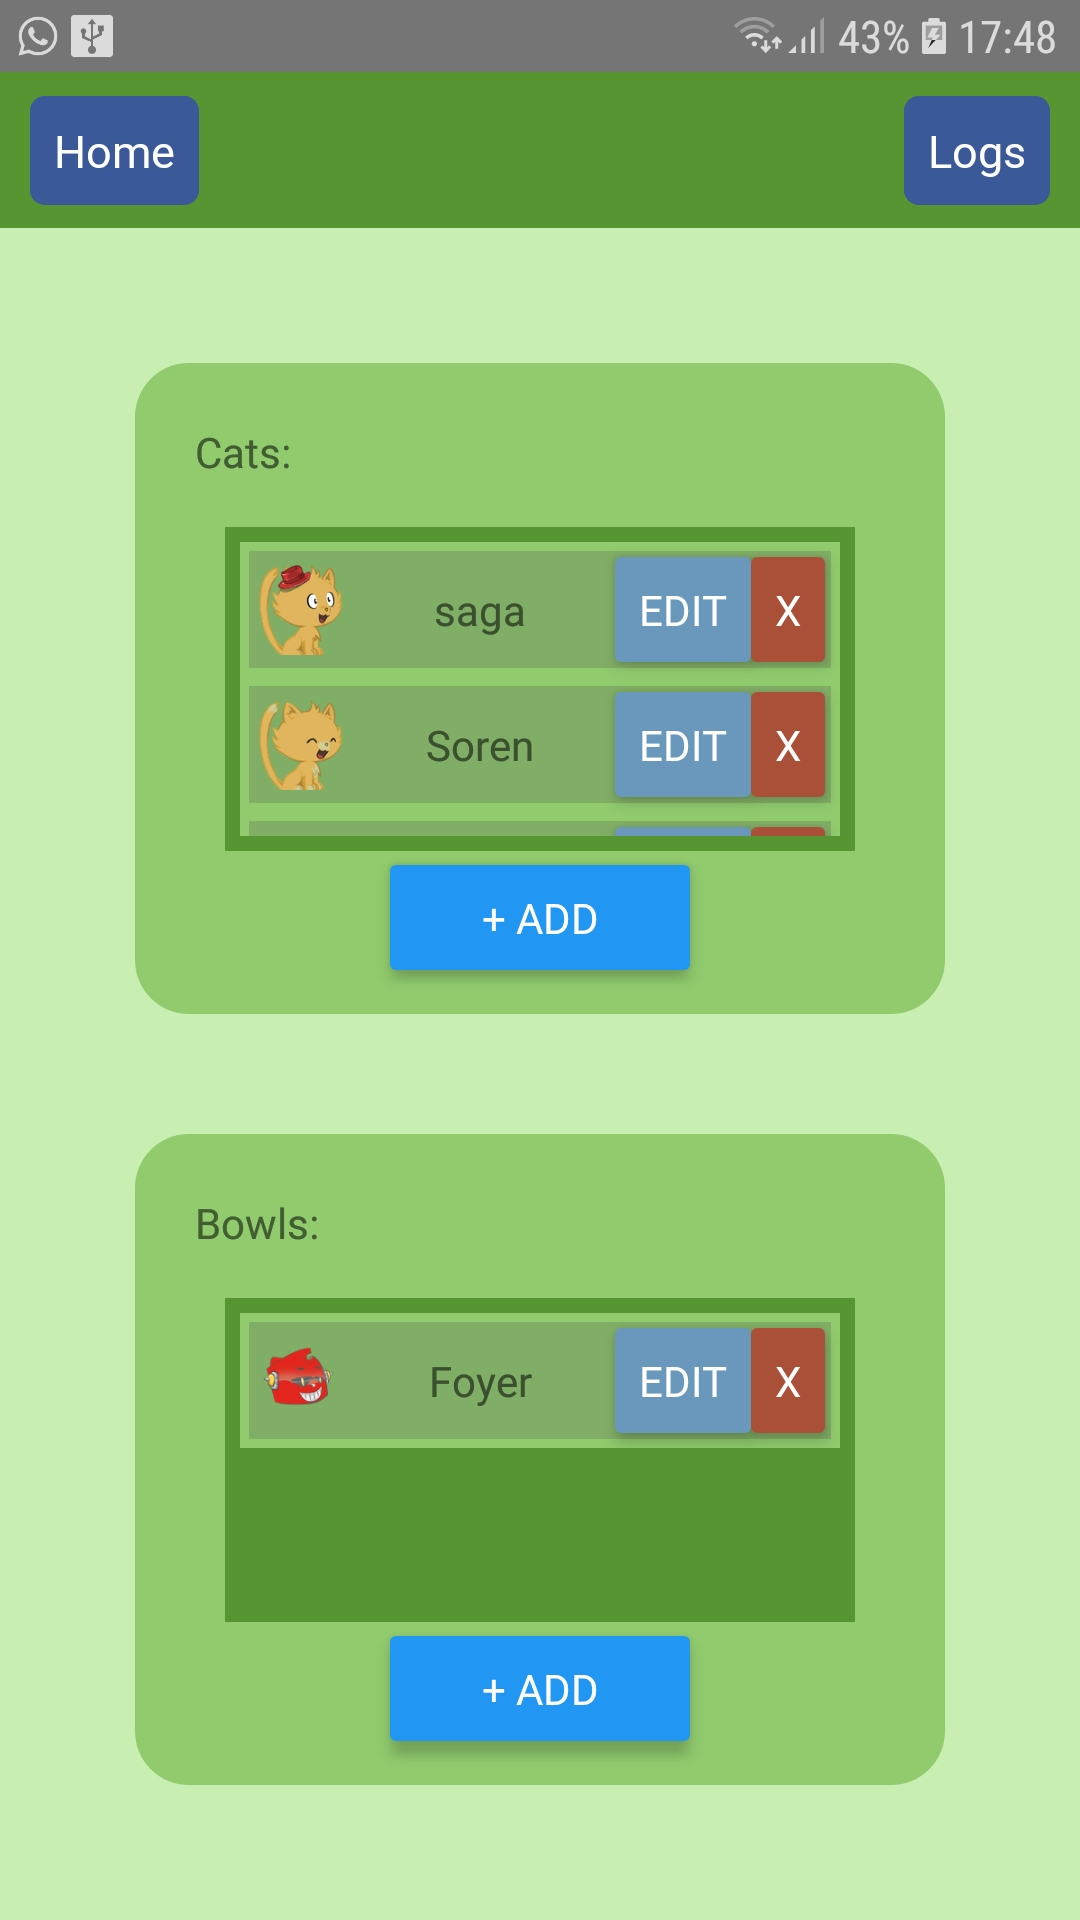 43% 17:48
Home Logs
Cats:
saga EDIT X
Soren EDIT X
+ ADD
Bowls:
Foyer EDIT X
+ ADD